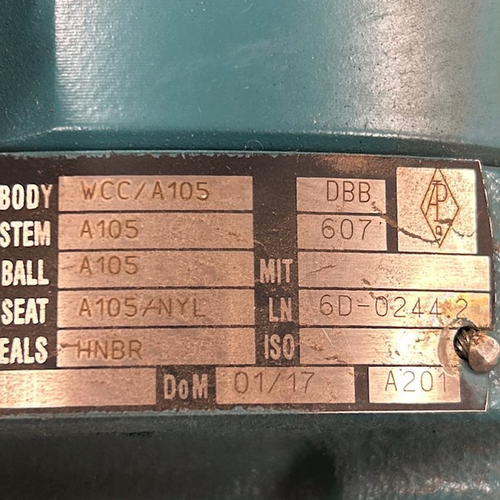 BODY WCC/A105 DBB
STEM A105 607
BALL A105 MIT
SEAT A105/NYL LN 6D-0244.2
EALS HNBR ISO
DoM 01/17 A201